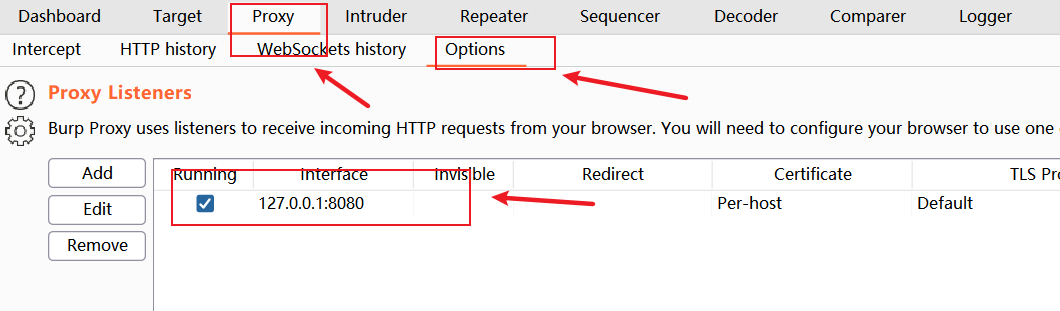 Dashboard Target Proxy Intruder Repeater Sequencer Decoder Comparer Logger
Intercept HTTP history WebSockets history Options
Proxy Listeners
Burp Proxy uses listeners to receive incoming HTTP requests from your browser. You will need to configure your browser to use one
Add Running Interface Invisible Redirect Certificate TLS Pr
Edit 127.0.0.1:8080 Per-host Default
Remove